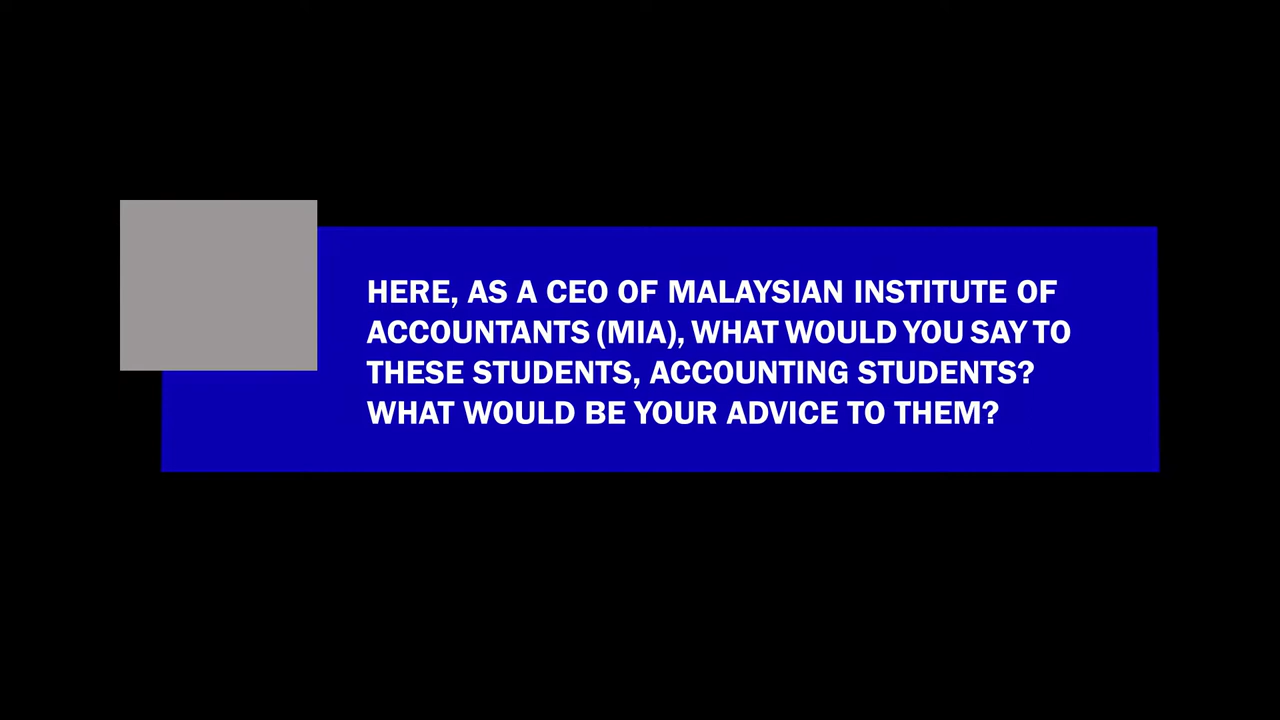 HERE, AS A CEO OF MALAYSIAN INSTITUTE OF
ACCOUNTANTS (MIA), WHAT WOULD YOU SAY TO
THESE STUDENTS, ACCOUNTING STUDENTS?
WHAT WOULD BE YOUR ADVICE TO THEM?